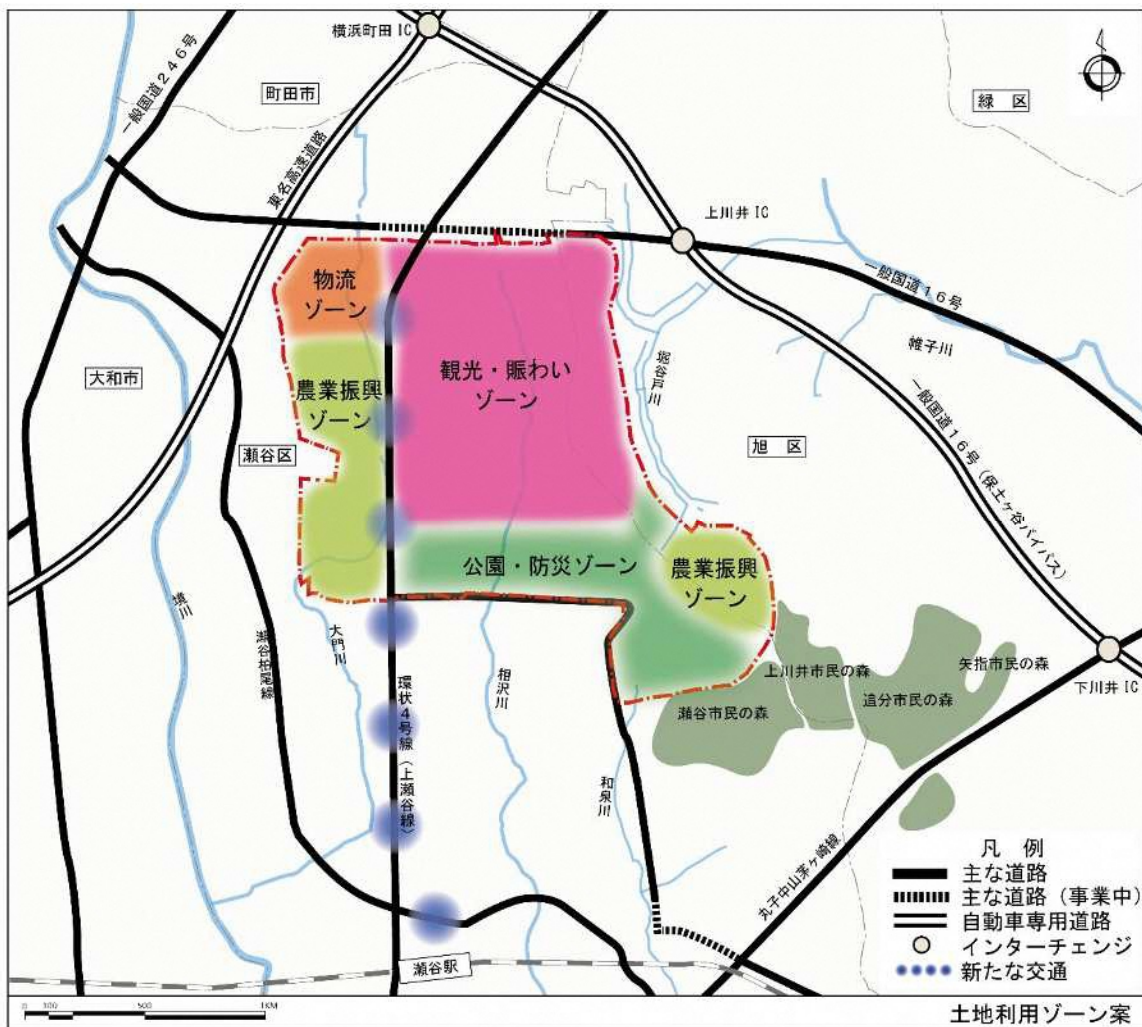 横浜町田 IC
一般国道246号
町田市
緑 区
東名高速道路
上川井 IC
一般国道16号
物流
ゾーン
帷子川
観光・賑わい
ゾーン
堀谷戸川
大和市
農業振興
ゾーン
一般国道16号(保土ヶ谷バイパス)
瀬谷区
旭 区
公園・防災ゾーン
農業振興
ゾーン
境川
瀬谷柏尾線
大門川
相沢川
環状4号線(上瀬谷線)
上川井市民の森
矢指市民の森
下川井 IC
瀬谷市民の森
追分市民の森
和泉川
丸子中山茅ヶ崎線
瀬谷駅
凡 例
主な道路
主な道路(事業中)
自動車専用道路
インターチェンジ
新たな交通
0 500 1KM
土地利用ゾーン案